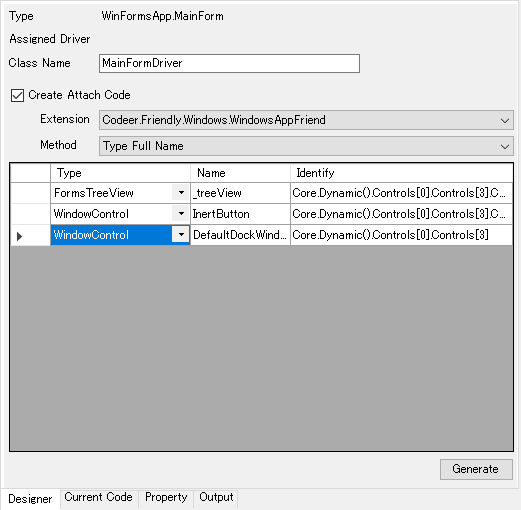 Type WinFormsApp.MainForm
Assigned Driver
Class Name MainFormDriver
Create Attach Code
Extension Codeer.Friendly.Windows.WindowsAppFriend
Method Type Full Name
Type Name Identify
FormsTreeView _treeView Core.Dynamic().Controls[0].Controls[3].C...
WindowControl InertButton Core.Dynamic().Controls[0].Controls[3].C...
WindowControl DefaultDockWind... Core.Dynamic().Controls[0].Controls[3]
Generate
Designer Current Code Property Output